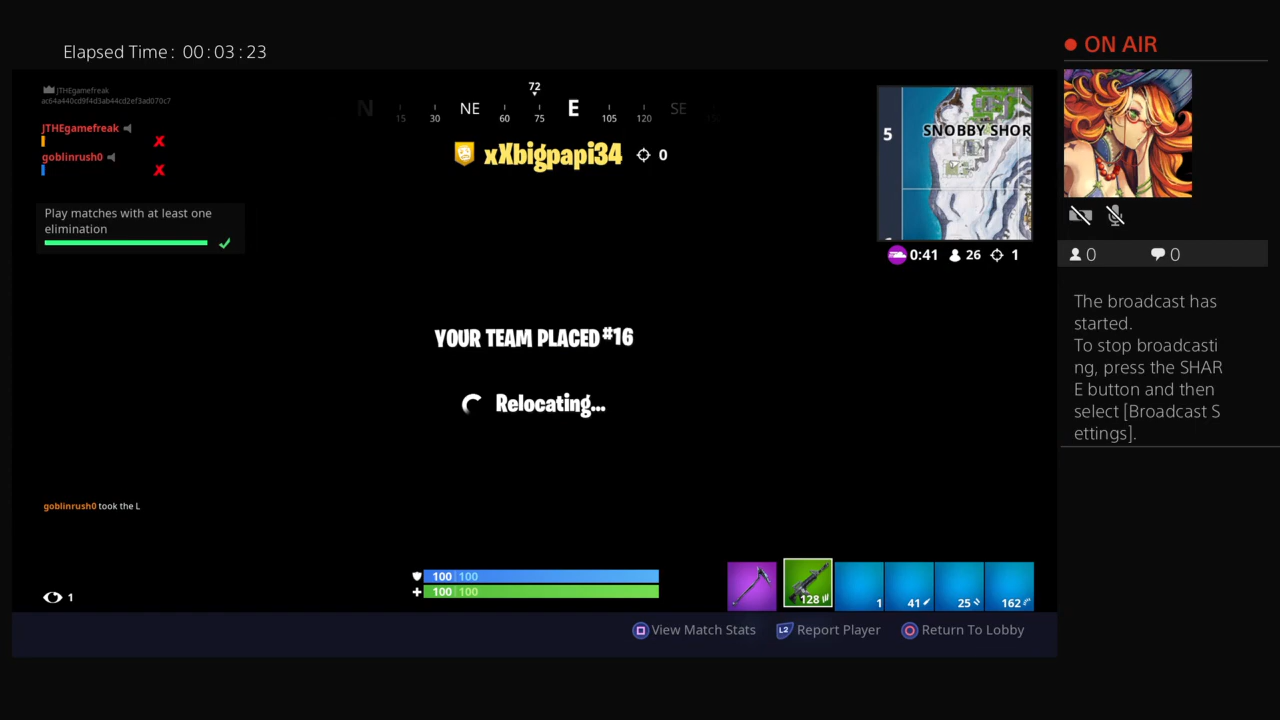 Elapsed Time: 00:03:23
ON AIR
JTHEgamefreak
ac64a440cd9f4d3ab44cd2ef3ad070c7
JTHEgamefreak
goblinrush0
Play matches with at least one
elimination
72
N 15 30 NE 60 75 E 105 120 SE
xXbigpapi34 0
5
SNOBBY SHOR
0:41 26 1
0 0
The broadcast has
started.
To stop broadcasti
ng, press the SHAR
E button and then
select [Broadcast S
ettings].
YOUR TEAM PLACED #16
Relocating...
goblinrush0 took the L
1
100 100
100 100
128 1 41 25 162
View Match Stats L2 Report Player Return To Lobby